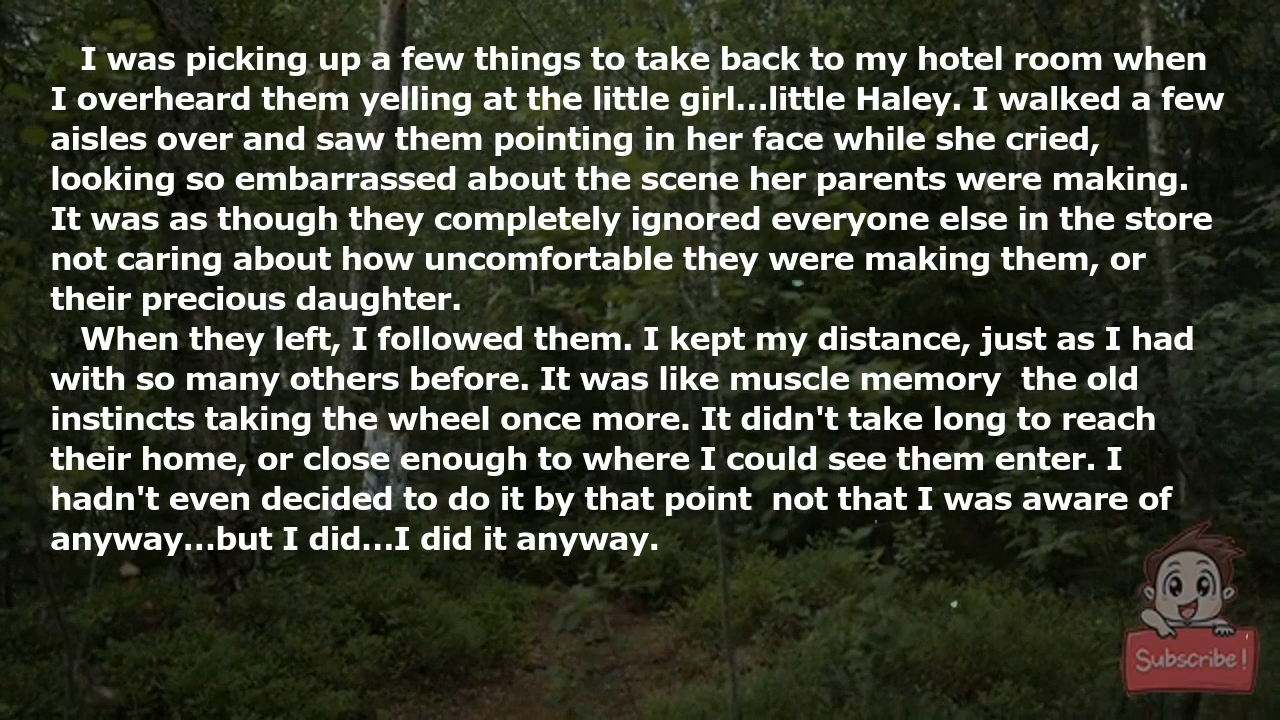 I was picking up a few things to take back to my hotel room when
I overheard them yelling at the little girl...little Haley. I walked a few
aisles over and saw them pointing in her face while she cried,
looking so embarrassed about the scene her parents were making.
It was as though they completely ignored everyone else in the store
not caring about how uncomfortable they were making them, or
their precious daughter.
When they left, I followed them. I kept my distance, just as I had
with so many others before. It was like muscle memory  the old
instincts taking the wheel once more. It didn't take long to reach
their home, or close enough to where I could see them enter. I
hadn't even decided to do it by that point  not that I was aware of
anyway...but I did...I did it anyway.
Subscribe!